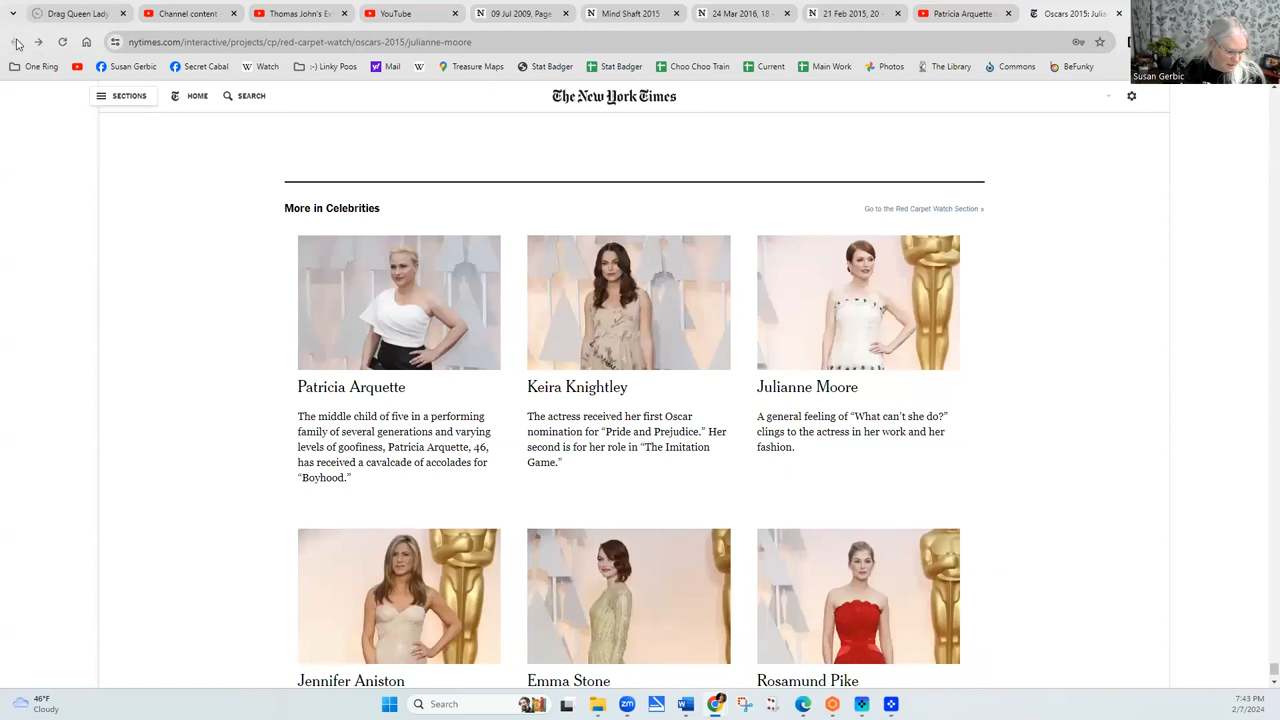 Drag Queen Lady
Channel content
Thomas John's Ex
YouTube
09 Jul 2009, Page
Mind Shaft 2015
24 Mar 2016, 18 -
21 Feb 2015, 20 -
Patricia Arquette
Oscars 2015: Julia
nytimes.com/interactive/projects/cp/red-carpet-watch/oscars-2015/julianne-moore
One Ring
Susan Gerbic
Secret Cabal
Watch
:-) Linky Poos
Mail
Treasure Maps
Stat Badger
Stat Badger
Choo Choo Train
Current
Main Work
Photos
The Library
Commons
BeFunky
Susan Gerbic
SECTIONS
HOME
SEARCH
The New York Times
More in Celebrities
Go to the Red Carpet Watch Section »
Patricia Arquette
The middle child of five in a performing
family of several generations and varying
levels of goofiness, Patricia Arquette, 46,
has received a cavalcade of accolades for
“Boyhood.”
Keira Knightley
The actress received her first Oscar
nomination for “Pride and Prejudice.” Her
second is for her role in “The Imitation
Game.”
Julianne Moore
A general feeling of “What can’t she do?”
clings to the actress in her work and her
fashion.
Jennifer Aniston
Emma Stone
Rosamund Pike
46°F
Cloudy
Search
zm
7:43 PM
2/7/2024